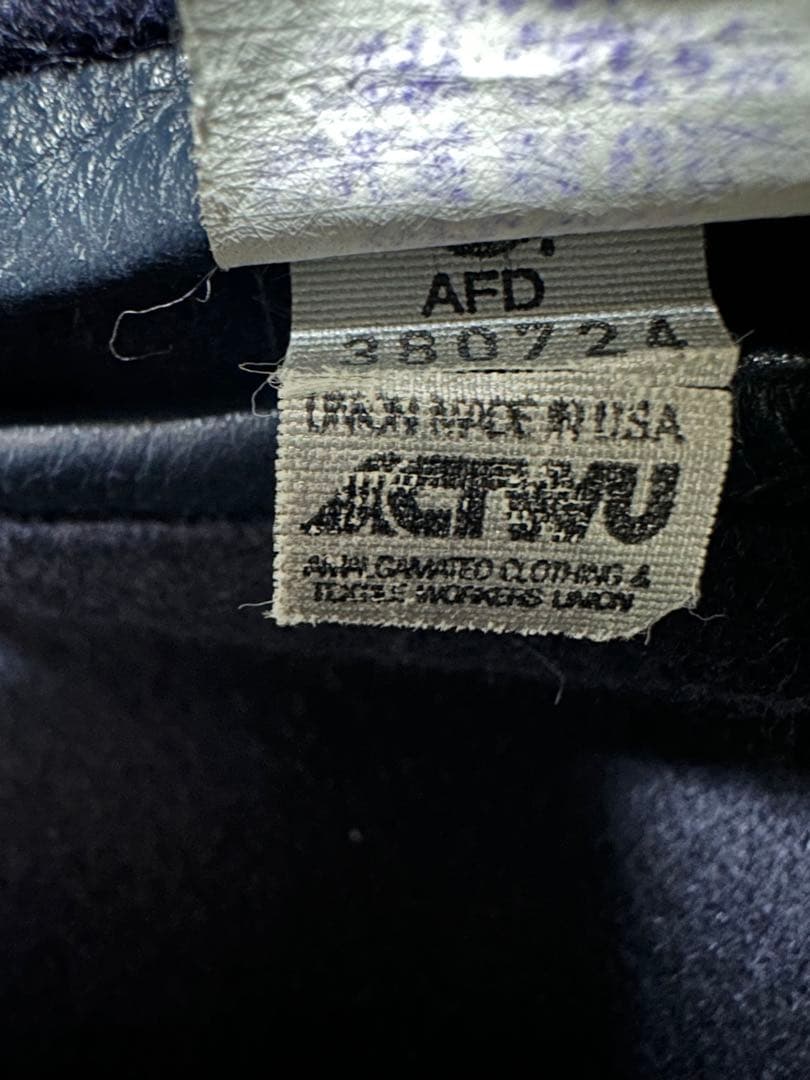 AFD
380724
UNION MADE IN USA
ACTWU
AMALGAMATED CLOTHING &
TEXTILE WORKERS UNION